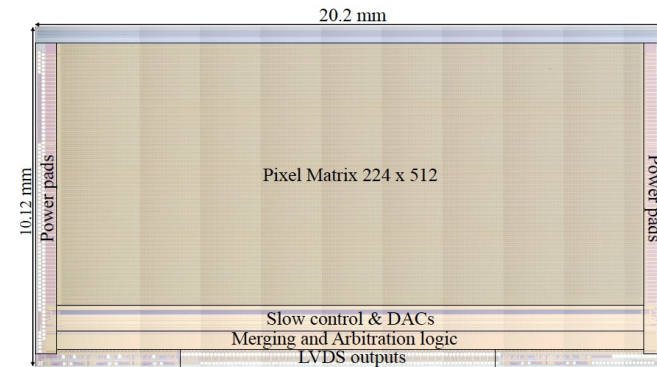 20.2 mm
10.12 mm
Power pads
Pixel Matrix 224 x 512
Power pads
Slow control & DACs
Merging and Arbitration logic
LVDS outputs